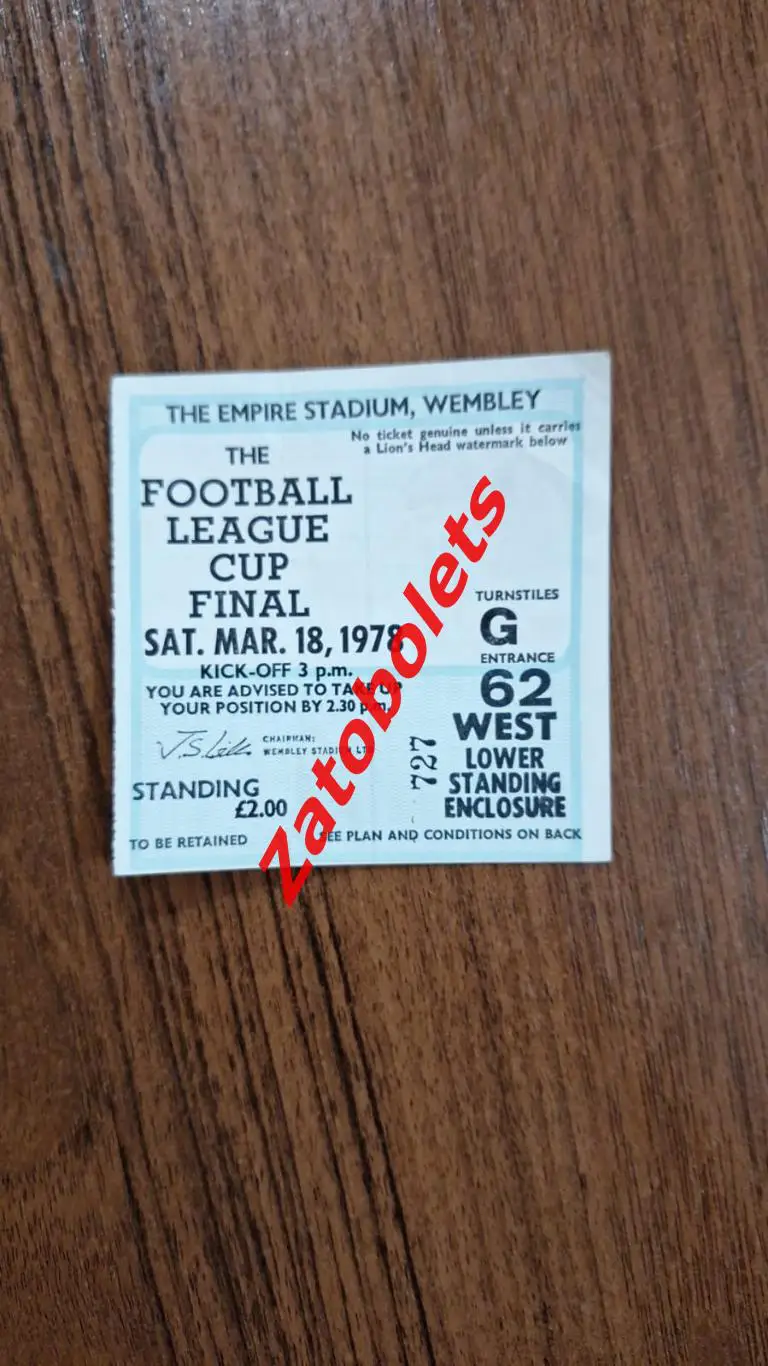 THE EMPIRE STADIUM, WEMBLEY
No ticket genuine unless it carries
a Lion's Head watermark below
THE
FOOTBALL
LEAGUE
CUP
FINAL
SAT. MAR. 18, 1978
KICK-OFF 3 p.m.
YOU ARE ADVISED TO TAKE UP
YOUR POSITION BY 2.30 p.m.
CHAIRMAN:
WEMBLEY STADIUM LTD
STANDING
£2.00
TO BE RETAINED
TURNSTILES
G
ENTRANCE
62
WEST
LOWER
STANDING
ENCLOSURE
727
SEE PLAN AND CONDITIONS ON BACK
Zatobolets